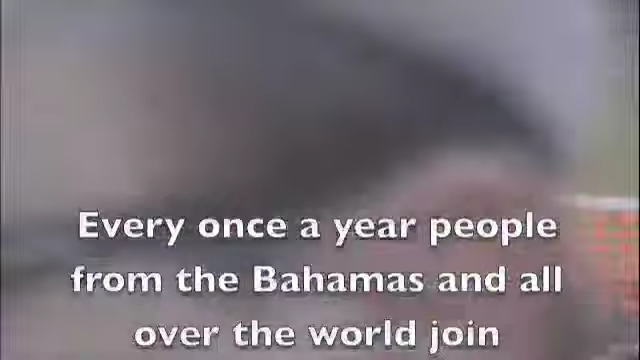 Every once a year people
from the Bahamas and all
over the world join